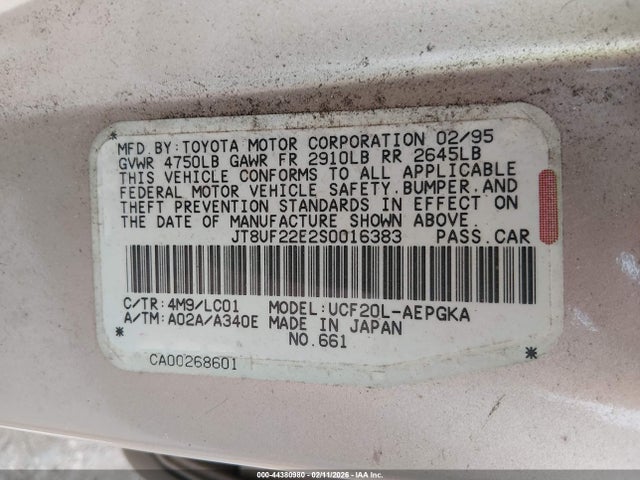 MFD. BY: TOYOTA MOTOR CORPORATION 02/95
GVWR 4750LB GAWR FR 2910LB RR 2645LB
THIS VEHICLE CONFORMS TO ALL APPLICABLE
FEDERAL MOTOR VEHICLE SAFETY.BUMPER.AND
THEFT PREVENTION STANDARDS IN EFFECT ON
THE DATE OF MANUFACTURE SHOWN ABOVE.
JT8UF22E2S0016383 PASS.CAR
C/TR: 4M9/LC01 MODEL: UCF20L-AEPGKA
A/TM: A02A/A340E MADE IN JAPAN
* NO.661 *
CA00268601
000-44380980 - 02/11/2026 - IAA Inc.